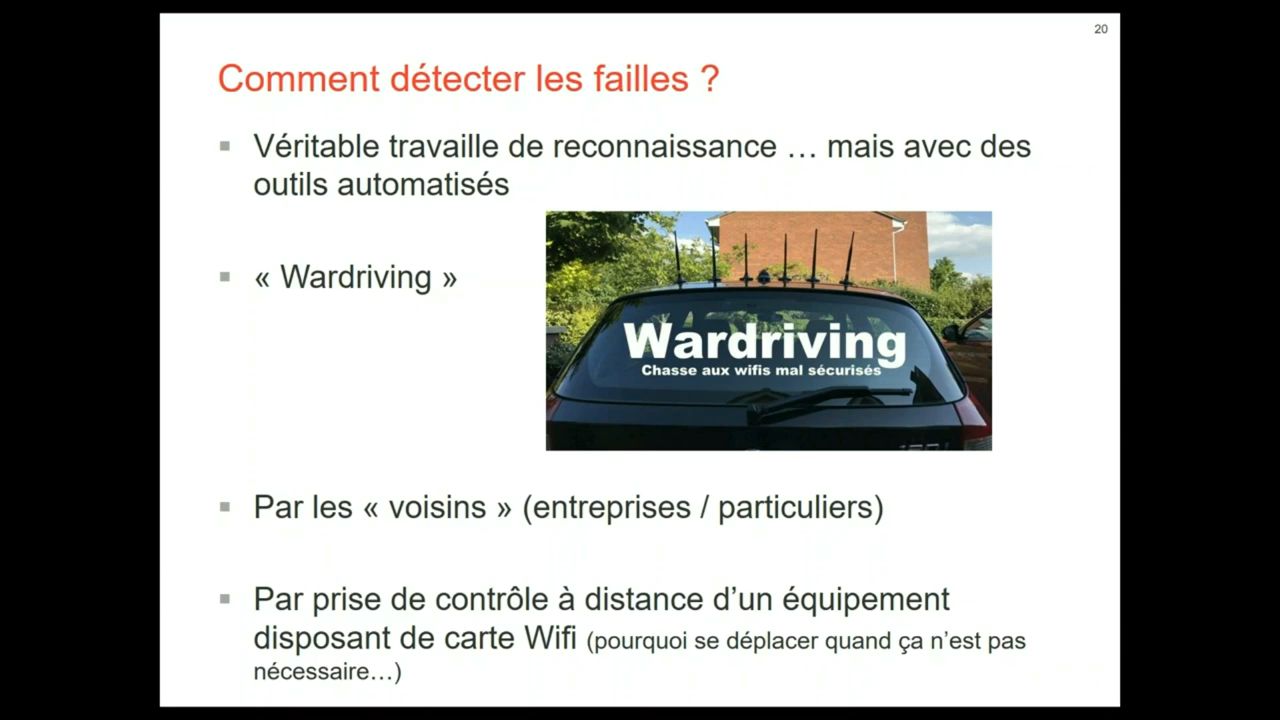 20
Comment détecter les failles ?
▪ Véritable travaille de reconnaissance … mais avec des
outils automatisés
▪ « Wardriving »
Wardriving
Chasse aux wifis mal sécurisés
▪ Par les « voisins » (entreprises / particuliers)
▪ Par prise de contrôle à distance d’un équipement
disposant de carte Wifi (pourquoi se déplacer quand ça n’est pas
nécessaire…)